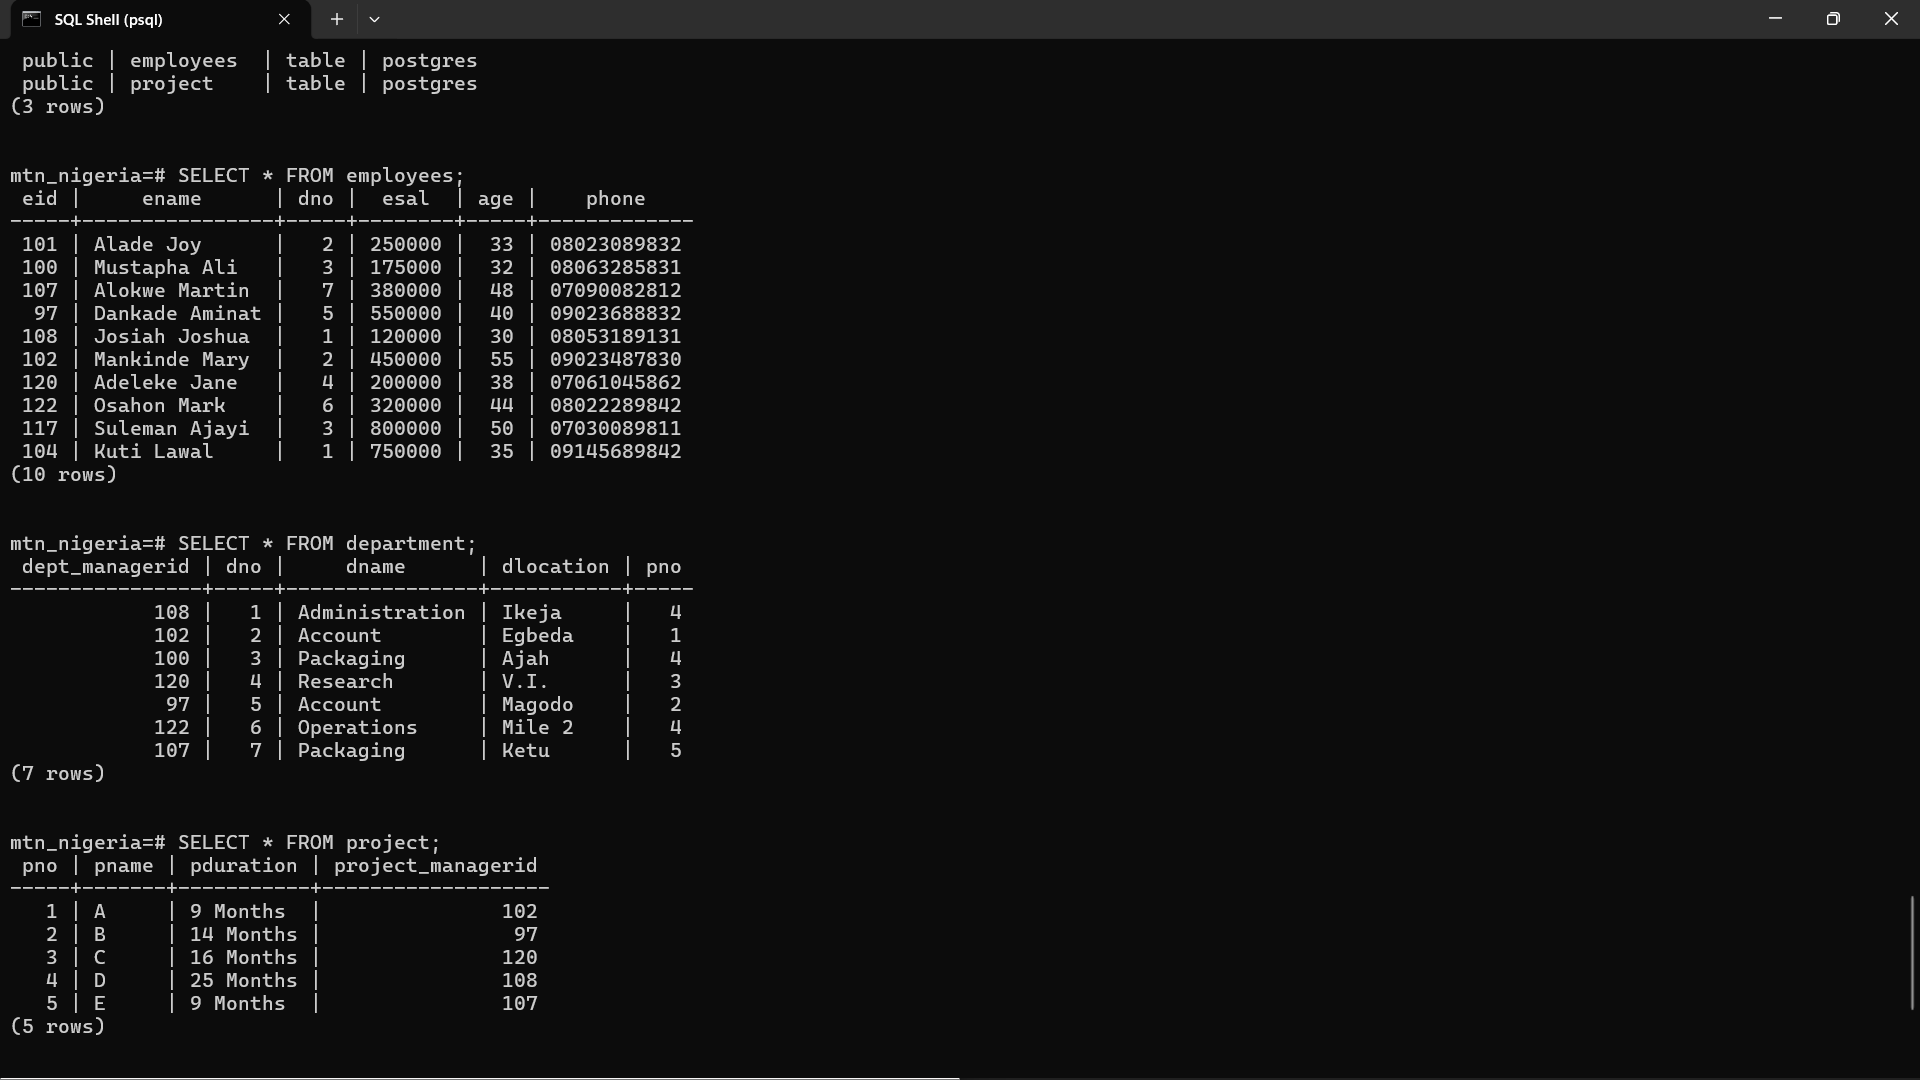 SQL Shell (psql)
 public | employees  | table | postgres
 public | project    | table | postgres
(3 rows)
mtn_nigeria=# SELECT * FROM employees;
 eid |     ename      | dno |  esal  | age |    phone
-----+----------------+-----+--------+-----+-------------
 101 | Alade Joy      |   2 | 250000 |  33 | 08023089832
 100 | Mustapha Ali   |   3 | 175000 |  32 | 08063285831
 107 | Alokwe Martin  |   7 | 380000 |  48 | 07090082812
  97 | Dankade Aminat |   5 | 550000 |  40 | 09023688832
 108 | Josiah Joshua  |   1 | 120000 |  30 | 08053189131
 102 | Mankinde Mary  |   2 | 450000 |  55 | 09023487830
 120 | Adeleke Jane   |   4 | 200000 |  38 | 07061045862
 122 | Osahon Mark    |   6 | 320000 |  44 | 08022289842
 117 | Suleman Ajayi  |   3 | 800000 |  50 | 07030089811
 104 | Kuti Lawal     |   1 | 750000 |  35 | 09145689842
(10 rows)
mtn_nigeria=# SELECT * FROM department;
 dept_managerid | dno |     dname      | dlocation | pno
----------------+-----+----------------+-----------+-----
            108 |   1 | Administration | Ikeja     |   4
            102 |   2 | Account        | Egbeda    |   1
            100 |   3 | Packaging      | Ajah      |   4
            120 |   4 | Research       | V.I.      |   3
             97 |   5 | Account        | Magodo    |   2
            122 |   6 | Operations     | Mile 2    |   4
            107 |   7 | Packaging      | Ketu      |   5
(7 rows)
mtn_nigeria=# SELECT * FROM project;
 pno | pname | pduration | project_managerid
-----+-------+-----------+-------------------
   1 | A     | 9 Months  |               102
   2 | B     | 14 Months |                97
   3 | C     | 16 Months |               120
   4 | D     | 25 Months |               108
   5 | E     | 9 Months  |               107
(5 rows)